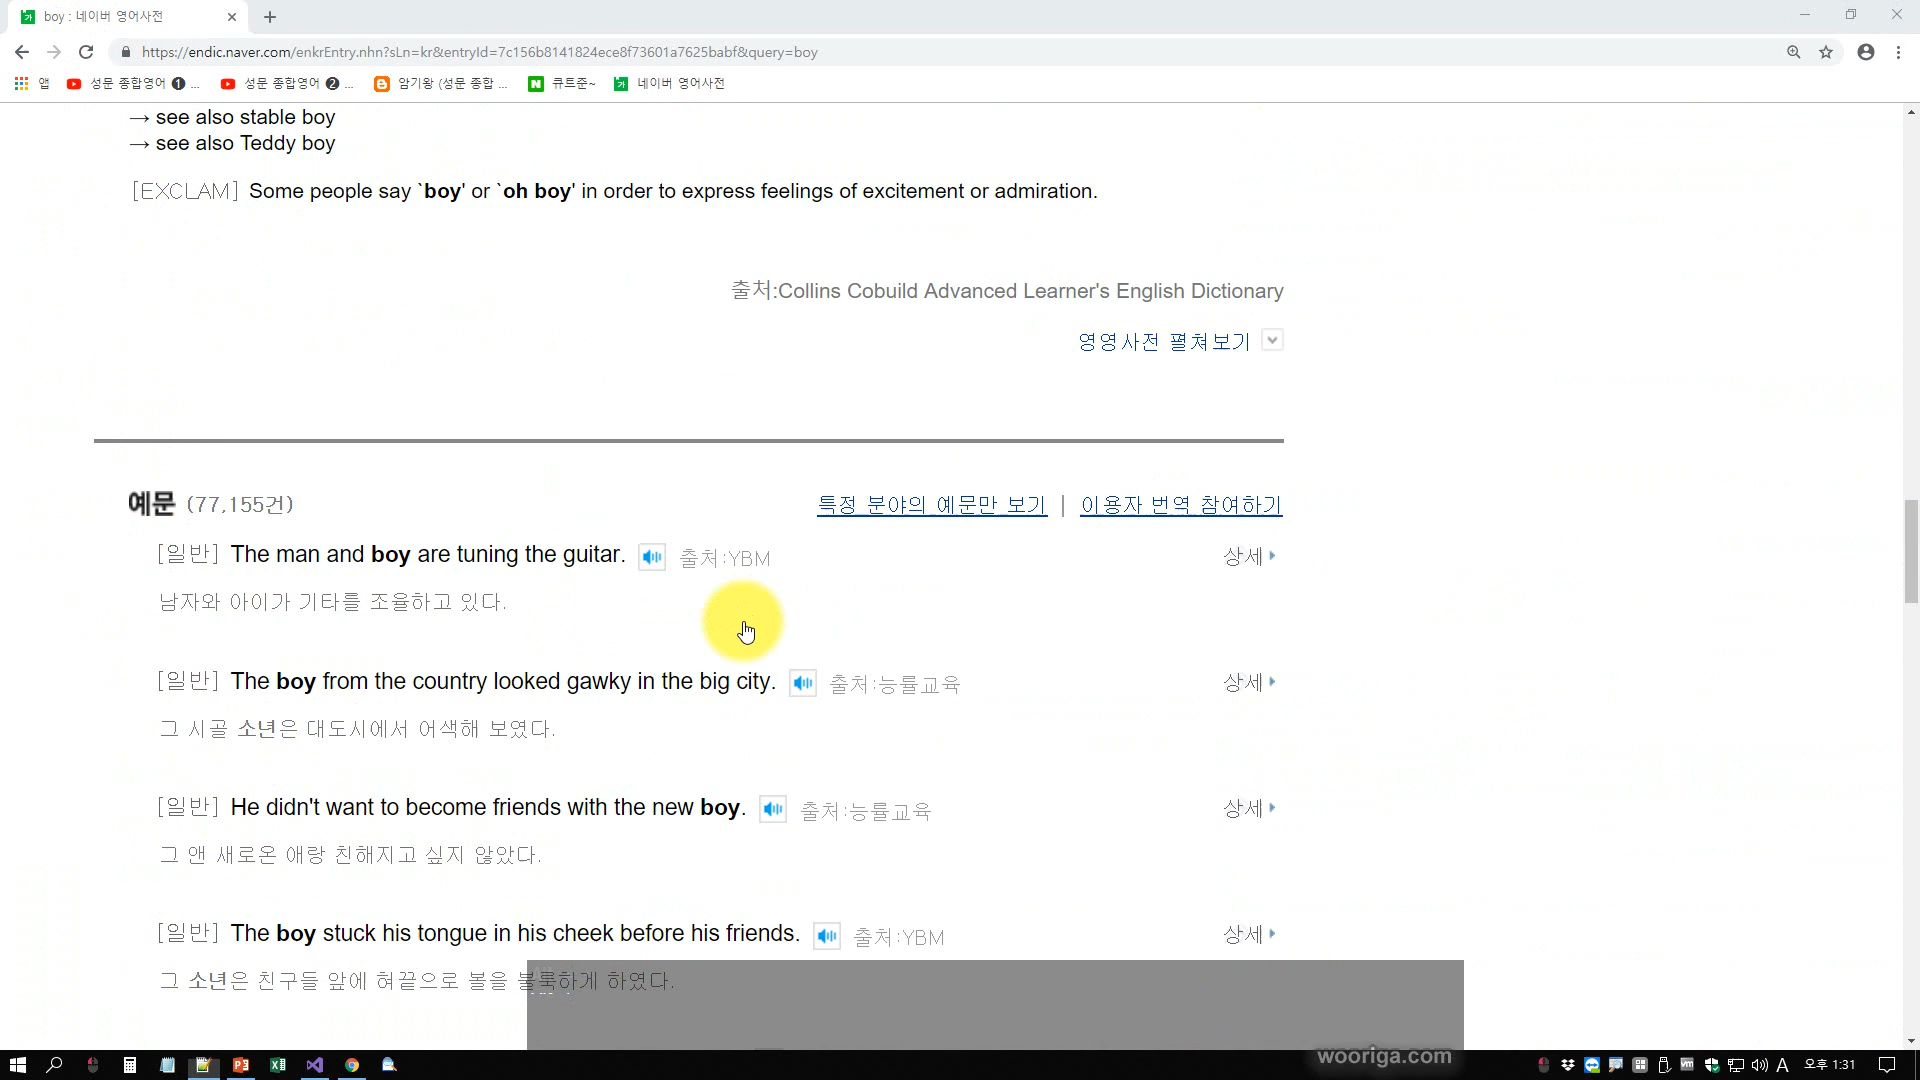 boy : 네이버 영어사전
https://endic.naver.com/enkrEntry.nhn?sLn=kr&entryId=7c156b8141824ece8f73601a7625babf&query=boy
앱 성문 종합영어 ❶ ... 성문 종합영어 ❷ ... 암기왕 (성문 종합 ... 큐트준~ 네이버 영어사전
→ see also stable boy
→ see also Teddy boy
[EXCLAM] Some people say `boy' or `oh boy' in order to express feelings of excitement or admiration.
출처:Collins Cobuild Advanced Learner's English Dictionary
영영사전 펼쳐보기
예문 (77,155건) 특정 분야의 예문만 보기 | 이용자 번역 참여하기
[일반] The man and boy are tuning the guitar. 출처:YBM 상세
남자와 아이가 기타를 조율하고 있다.
[일반] The boy from the country looked gawky in the big city. 출처:능률교육 상세
그 시골 소년은 대도시에서 어색해 보였다.
[일반] He didn't want to become friends with the new boy. 출처:능률교육 상세
그 앤 새로온 애랑 친해지고 싶지 않았다.
[일반] The boy stuck his tongue in his cheek before his friends. 출처:YBM 상세
그 소년은 친구들 앞에 혀끝으로 볼을 불룩하게 하였다.
wooriga.com
A 오후 1:31